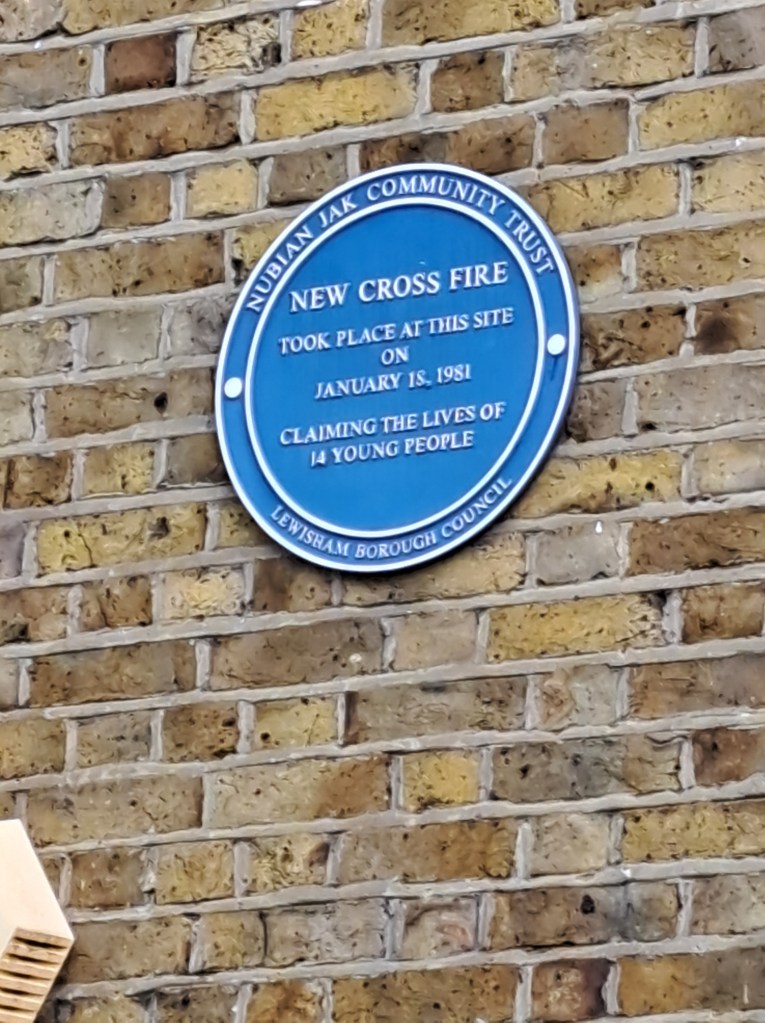 NUBIAN JAK COMMUNITY TRUST
NEW CROSS FIRE
TOOK PLACE AT THIS SITE
ON
JANUARY 18, 1981
CLAIMING THE LIVES OF
14 YOUNG PEOPLE
LEWISHAM BOROUGH COUNCIL